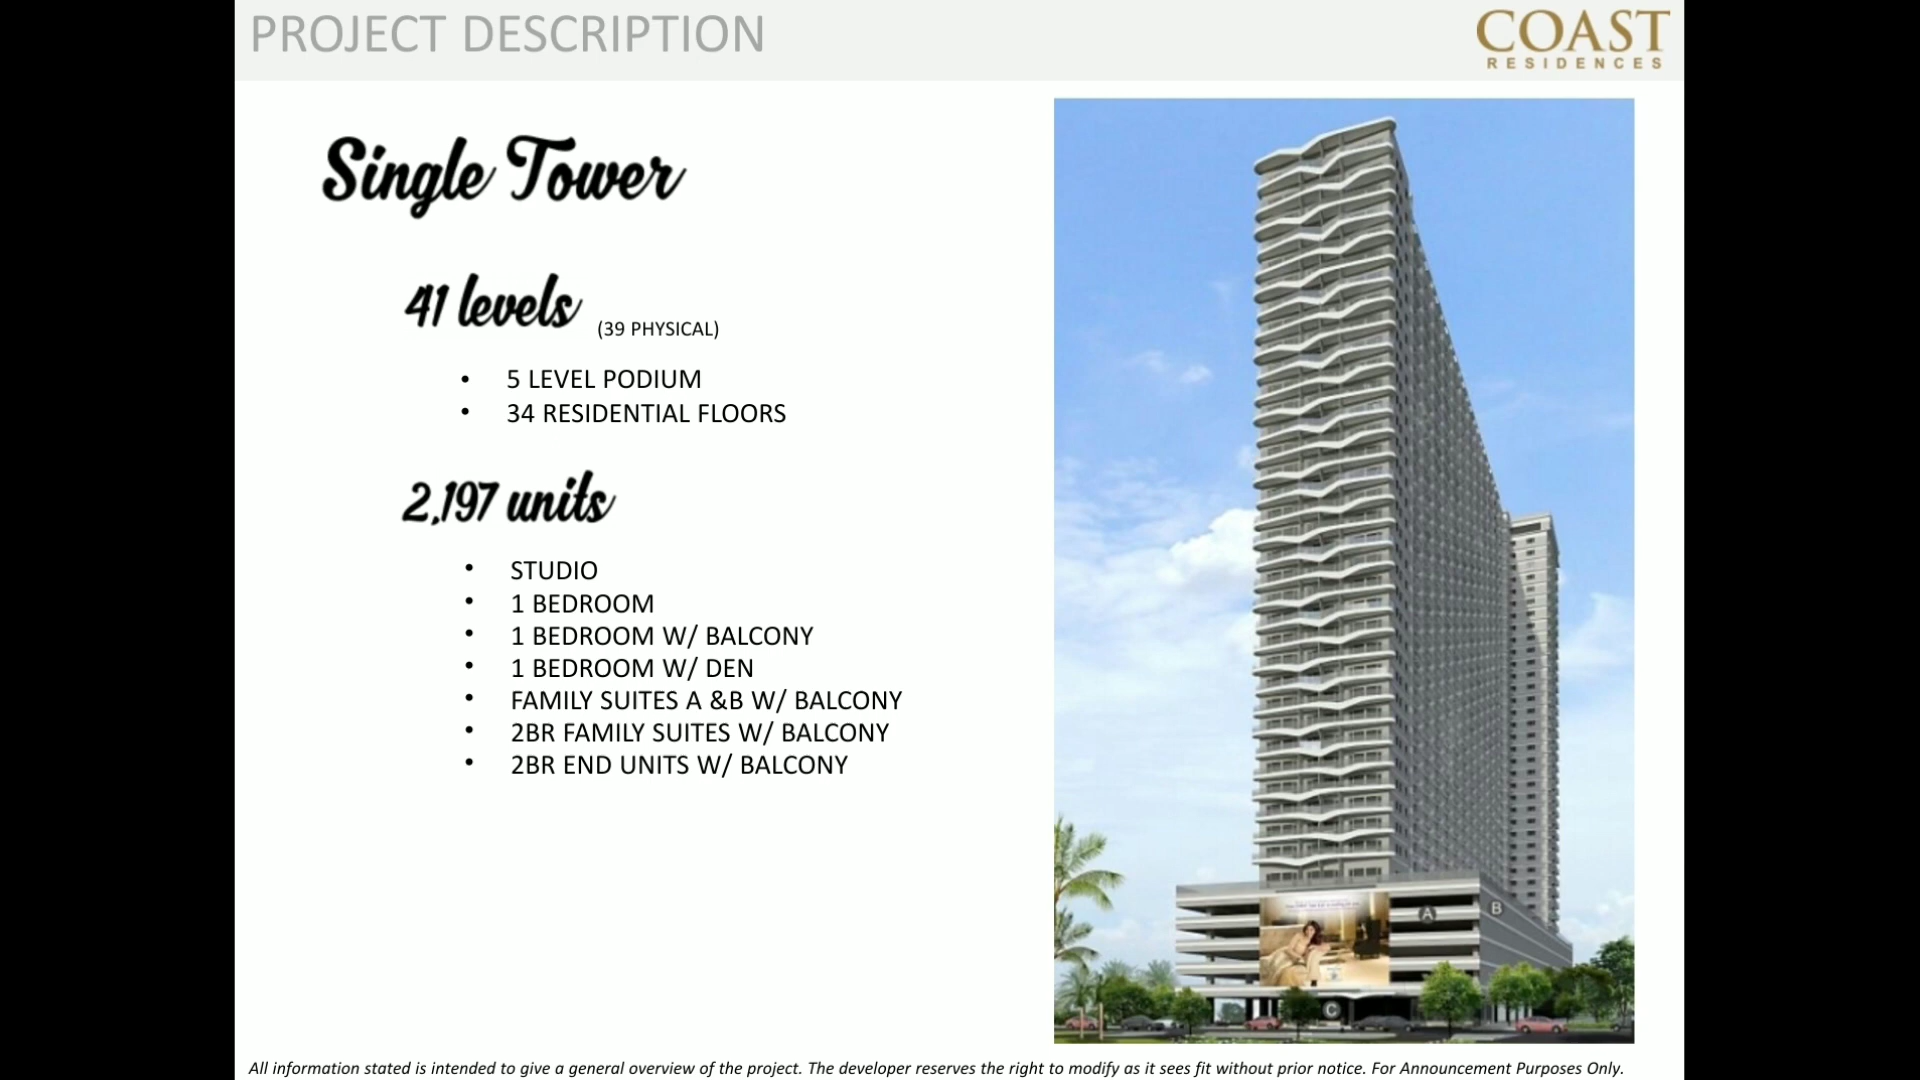 PROJECT DESCRIPTION
COAST
RESIDENCES
Single Tower
41 levels (39 PHYSICAL)
• 5 LEVEL PODIUM
• 34 RESIDENTIAL FLOORS
2,197 units
• STUDIO
• 1 BEDROOM
• 1 BEDROOM W/ BALCONY
• 1 BEDROOM W/ DEN
• FAMILY SUITES A &B W/ BALCONY
• 2BR FAMILY SUITES W/ BALCONY
• 2BR END UNITS W/ BALCONY
A
B
C
All information stated is intended to give a general overview of the project. The developer reserves the right to modify as it sees fit without prior notice. For Announcement Purposes Only.